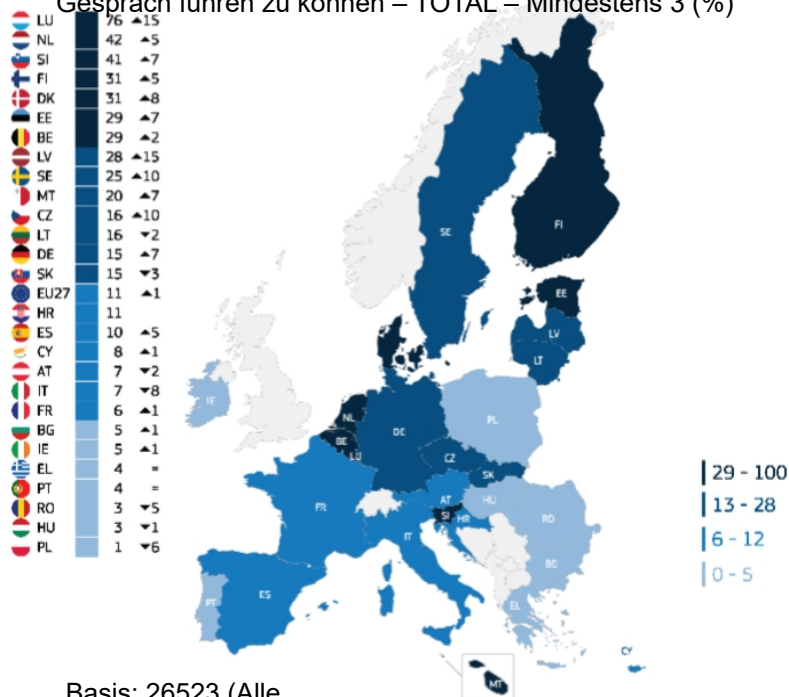 Gespräch führen zu können – TOTAL – Mindestens 3 (%)
LU 76 ▲15
NL 42 ▲5
SI 41 ▲7
FI 31 ▲5
DK 31 ▲8
EE 29 ▲7
BE 29 ▲2
LV 28 ▲15
SE 25 ▲10
MT 20 ▲7
CZ 16 ▲10
LT 16 ▼2
DE 15 ▲7
SK 15 ▼3
EU27 11 ▲1
HR 11
ES 10 ▲5
CY 8 ▲1
AT 7 ▼2
IT 7 ▼8
FR 6 ▲1
BG 5 ▲1
IE 5 ▲1
EL 4 =
PT 4 =
RO 3 ▼5
HU 3 ▼1
PL 1 ▼6
SE
FI
EE
LV
LT
IE
NL
BE
LU
DE
PL
CZ
SK
FR
AT
HU
SI
HR
RO
IT
BG
PT
ES
EL
CY
MT
29 - 100
13 - 28
6 - 12
0 - 5
Basis: 26523 (Alle